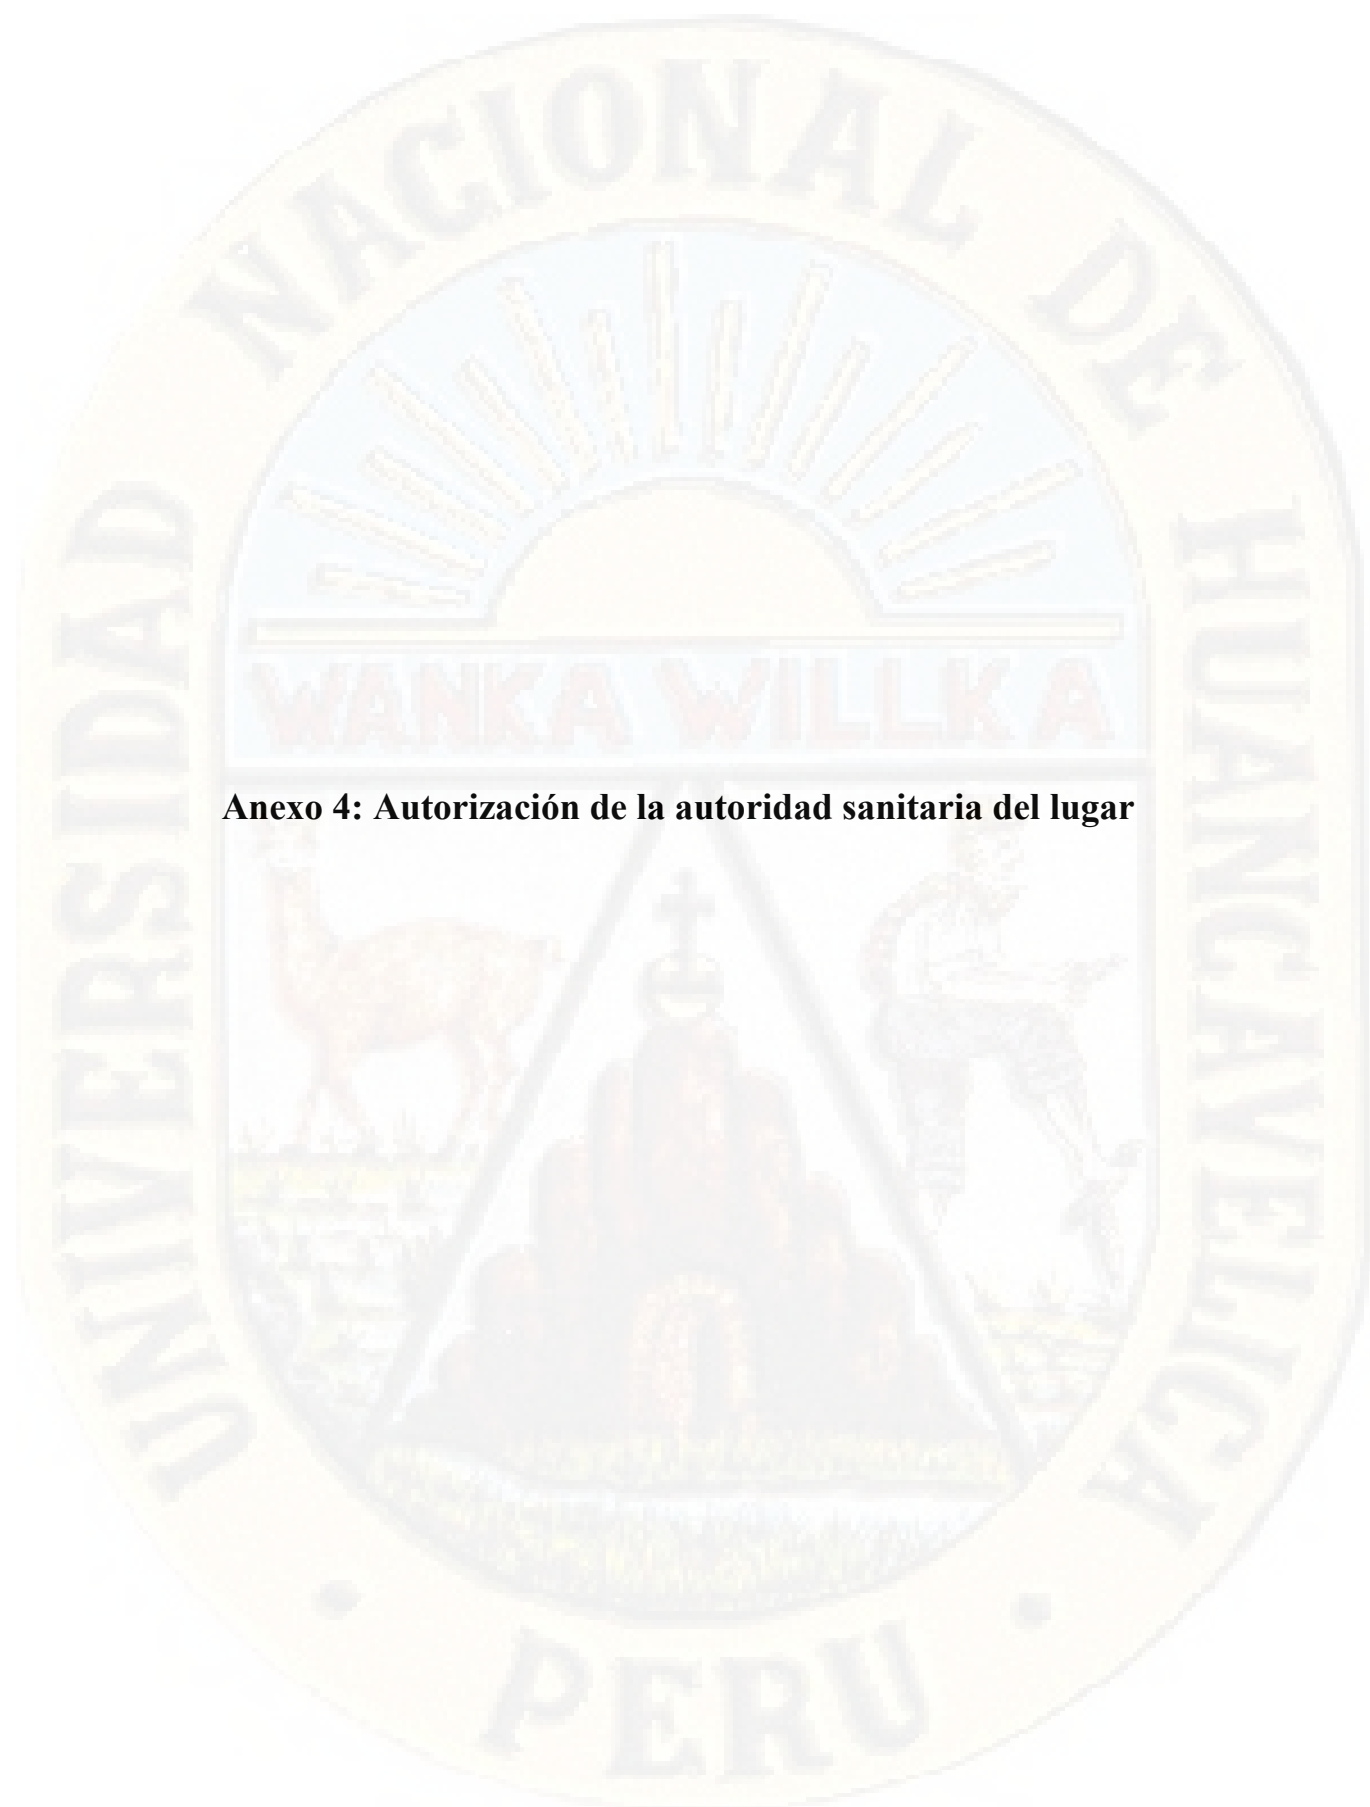 UNIVERSIDAD NACIONAL DE HUANCAVELICA
WANKA WILLKA
Anexo 4: Autorización de la autoridad sanitaria del lugar
PERU